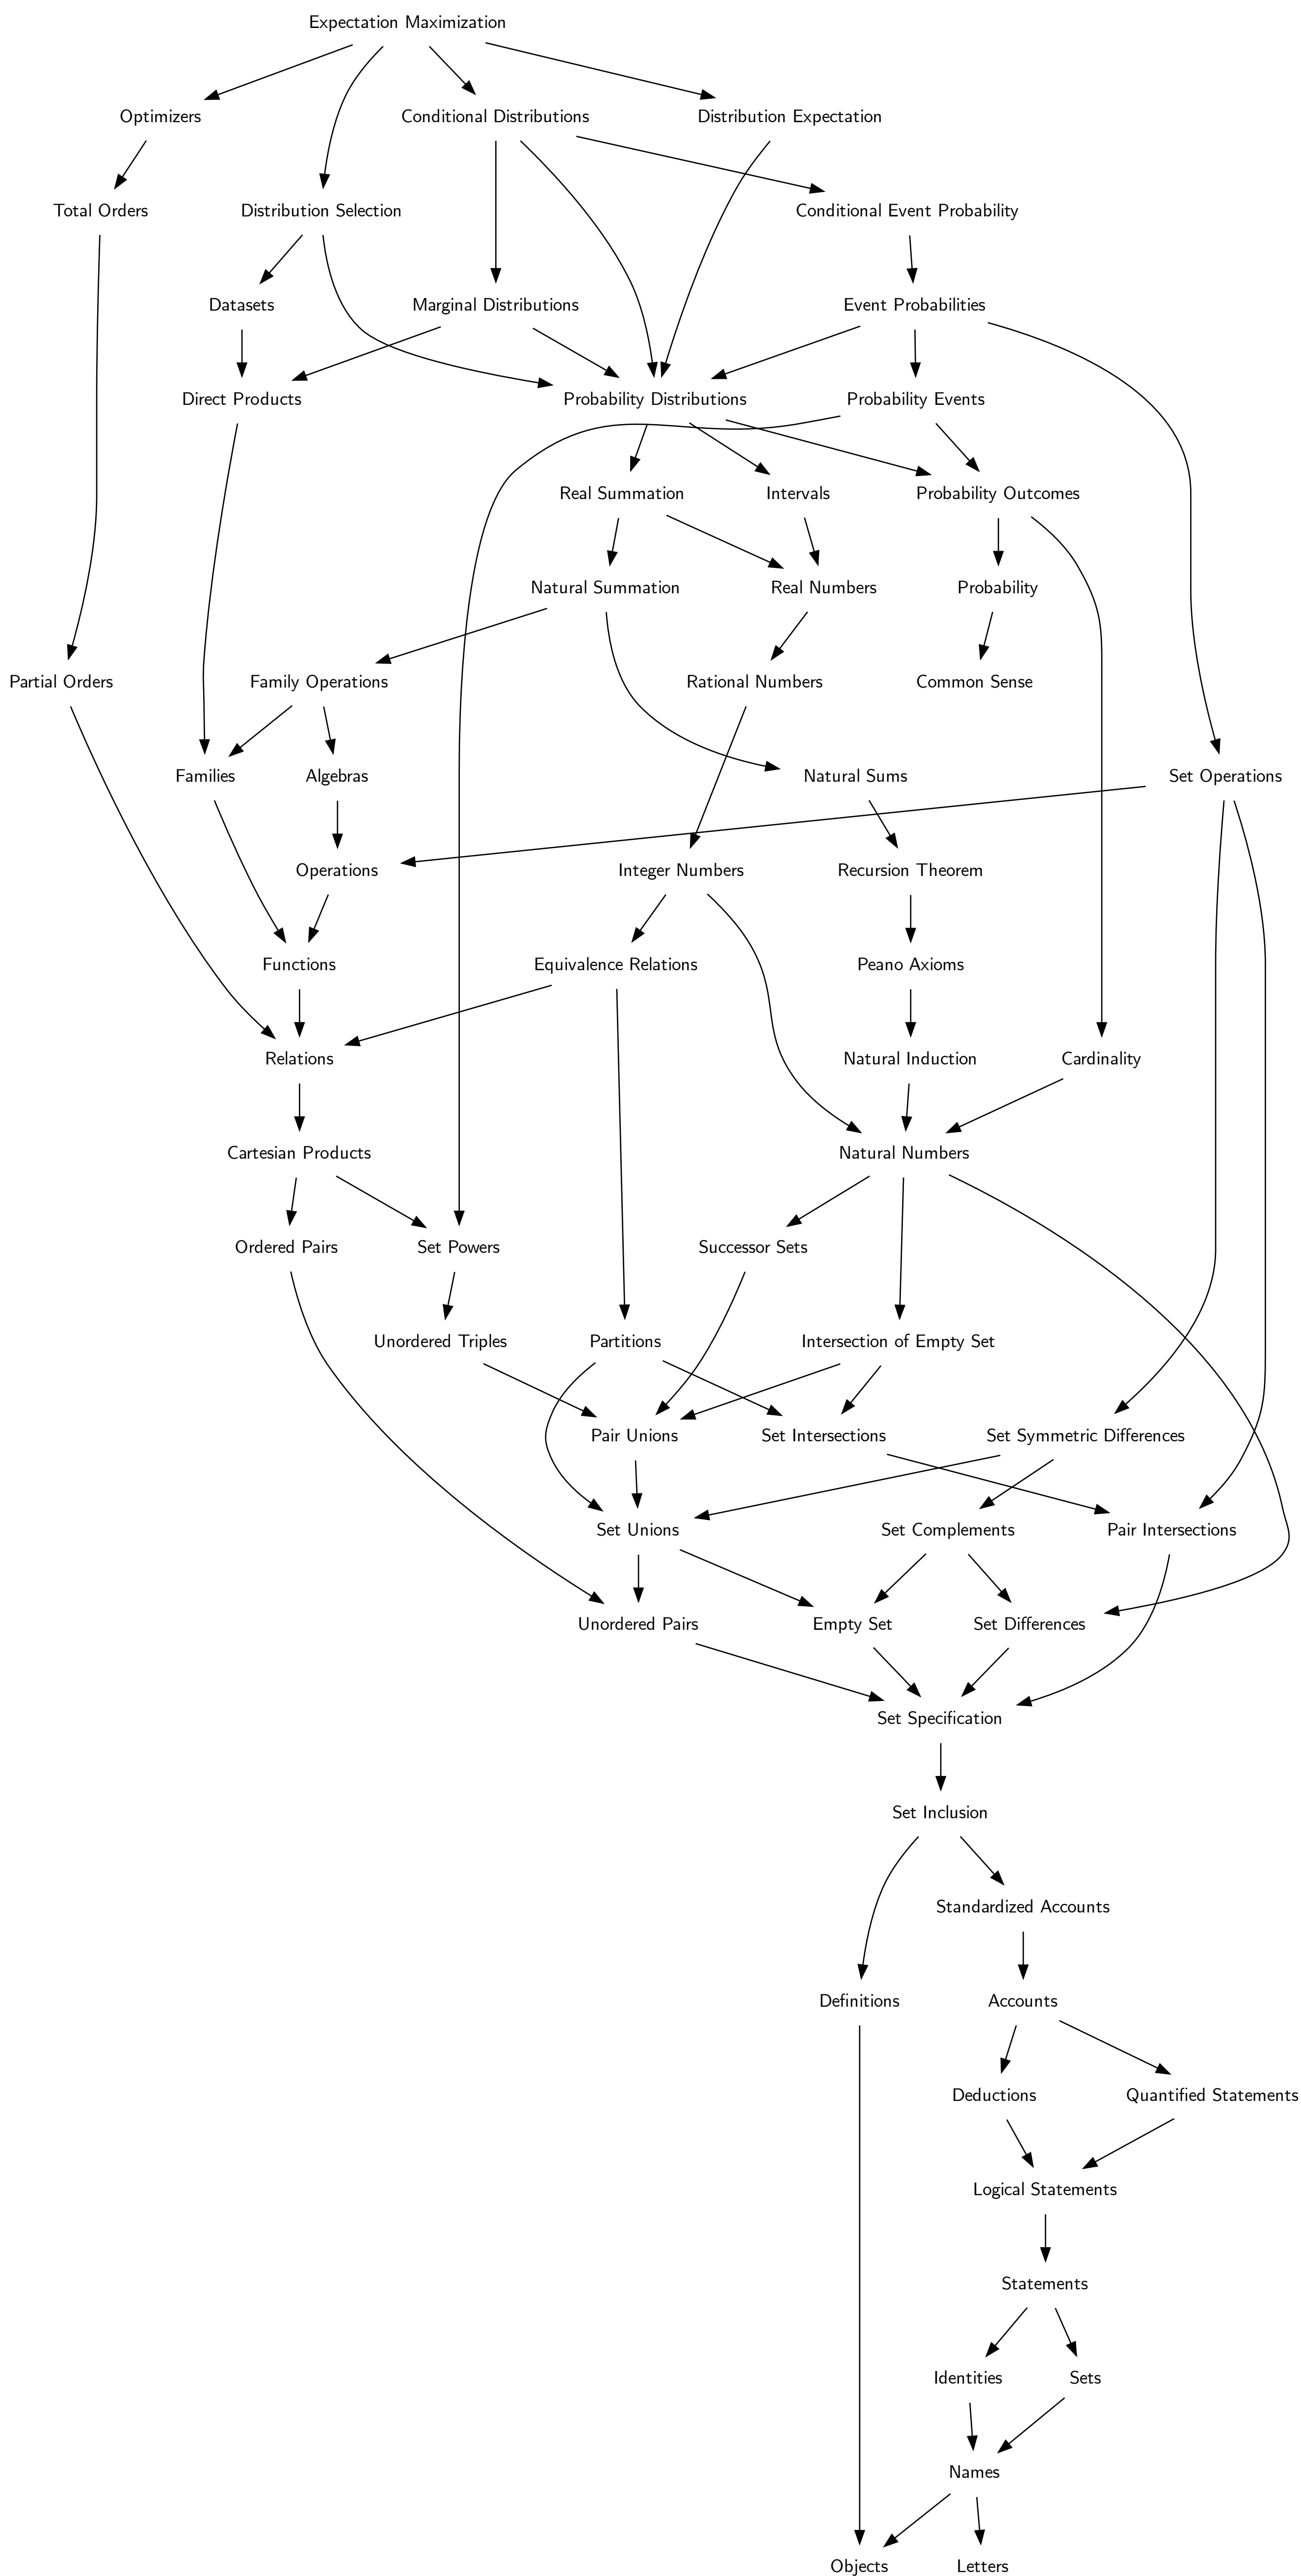 Expectation Maximization
Optimizers
Conditional Distributions
Distribution Expectation
Total Orders
Distribution Selection
Conditional Event Probability
Datasets
Marginal Distributions
Event Probabilities
Direct Products
Probability Distributions
Probability Events
Real Summation
Intervals
Probability Outcomes
Natural Summation
Real Numbers
Probability
Partial Orders
Family Operations
Rational Numbers
Common Sense
Families
Algebras
Natural Sums
Set Operations
Operations
Integer Numbers
Recursion Theorem
Functions
Equivalence Relations
Peano Axioms
Relations
Natural Induction
Cardinality
Cartesian Products
Natural Numbers
Ordered Pairs
Set Powers
Successor Sets
Unordered Triples
Partitions
Intersection of Empty Set
Pair Unions
Set Intersections
Set Symmetric Differences
Set Unions
Set Complements
Pair Intersections
Unordered Pairs
Empty Set
Set Differences
Set Specification
Set Inclusion
Standardized Accounts
Definitions
Accounts
Deductions
Quantified Statements
Logical Statements
Statements
Identities
Sets
Names
Objects
Letters